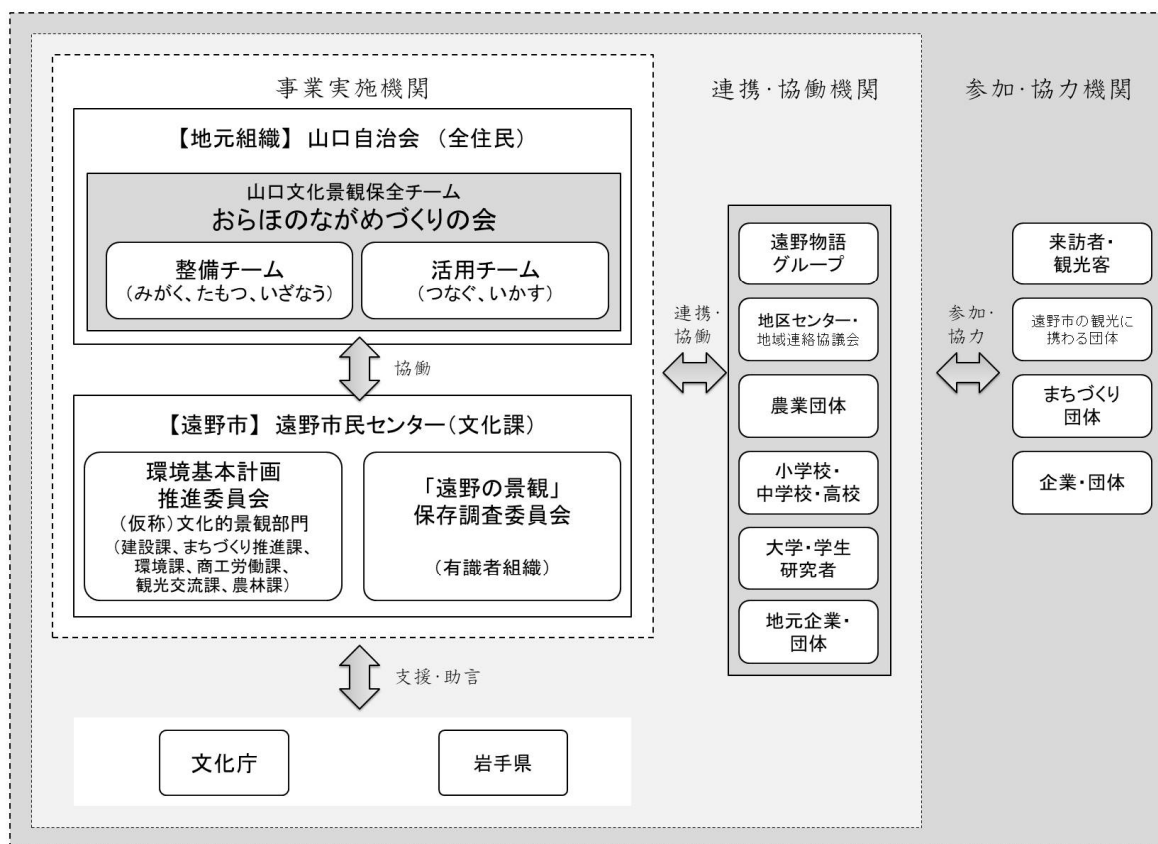 事業実施機関
【地元組織】 山口自治会 (全住民)
山口文化景観保全チーム
おらほのながめづくりの会
整備チーム
(みがく、たもつ、いざなう)
活用チーム
(つなぐ、いかす)
協働
【遠野市】 遠野市民センター(文化課)
環境基本計画
推進委員会
(仮称)文化的景観部門
(建設課、まちづくり推進課、
環境課、商工労働課、
観光交流課、農林課)
「遠野の景観」
保存調査委員会
(有識者組織)
支援・助言
文化庁
岩手県
連携・協働機関
連携・
協働
遠野物語
グループ
地区センター・
地域連絡協議会
農業団体
小学校・
中学校・高校
大学・学生
研究者
地元企業・
団体
参加・協力機関
参加・
協力
来訪者・
観光客
遠野市の観光に
携わる団体
まちづくり
団体
企業・団体